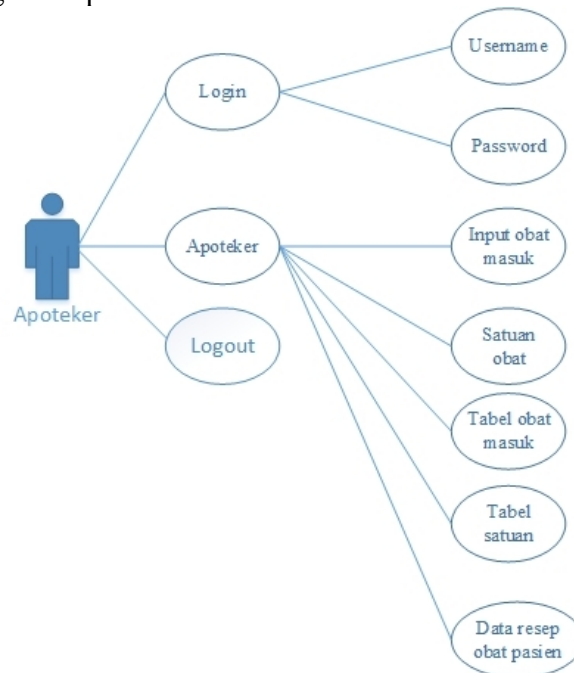 Username
Login
Password
Apoteker
Input obat
masuk
Apoteker
Logout
Satuan
obat
Tabel obat
masuk
Tabel
satuan
Data resep
obat pasien